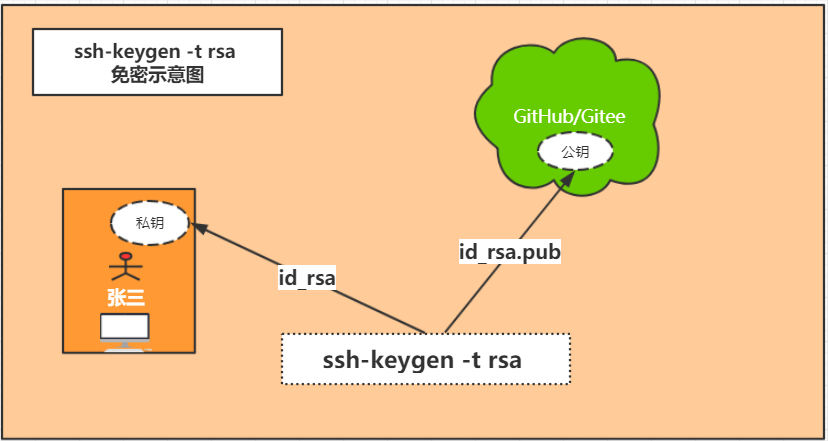 ssh-keygen -t rsa
免密示意图
GitHub/Gitee
公钥
私钥
id_rsa.pub
id_rsa
张三
ssh-keygen -t rsa